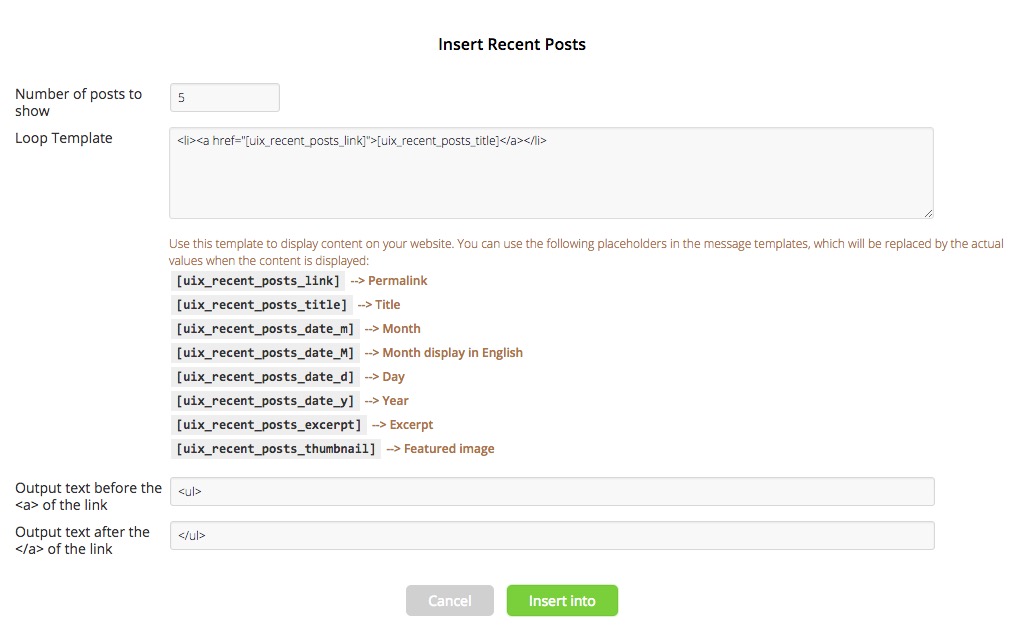 Insert Recent Posts
Number of posts to
show
5
Loop Template
<li><a href="[uix_recent_posts_link]">[uix_recent_posts_title]</a></li>
Use this template to display content on your website. You can use the following placeholders in the message templates, which will be replaced by the actual
values when the content is displayed:
[uix_recent_posts_link] --> Permalink
[uix_recent_posts_title] --> Title
[uix_recent_posts_date_m] --> Month
[uix_recent_posts_date_M] --> Month display in English
[uix_recent_posts_date_d] --> Day
[uix_recent_posts_date_y] --> Year
[uix_recent_posts_excerpt] --> Excerpt
[uix_recent_posts_thumbnail] --> Featured image
Output text before the
<a> of the link
<ul>
Output text after the
</a> of the link
</ul>
Cancel
Insert into